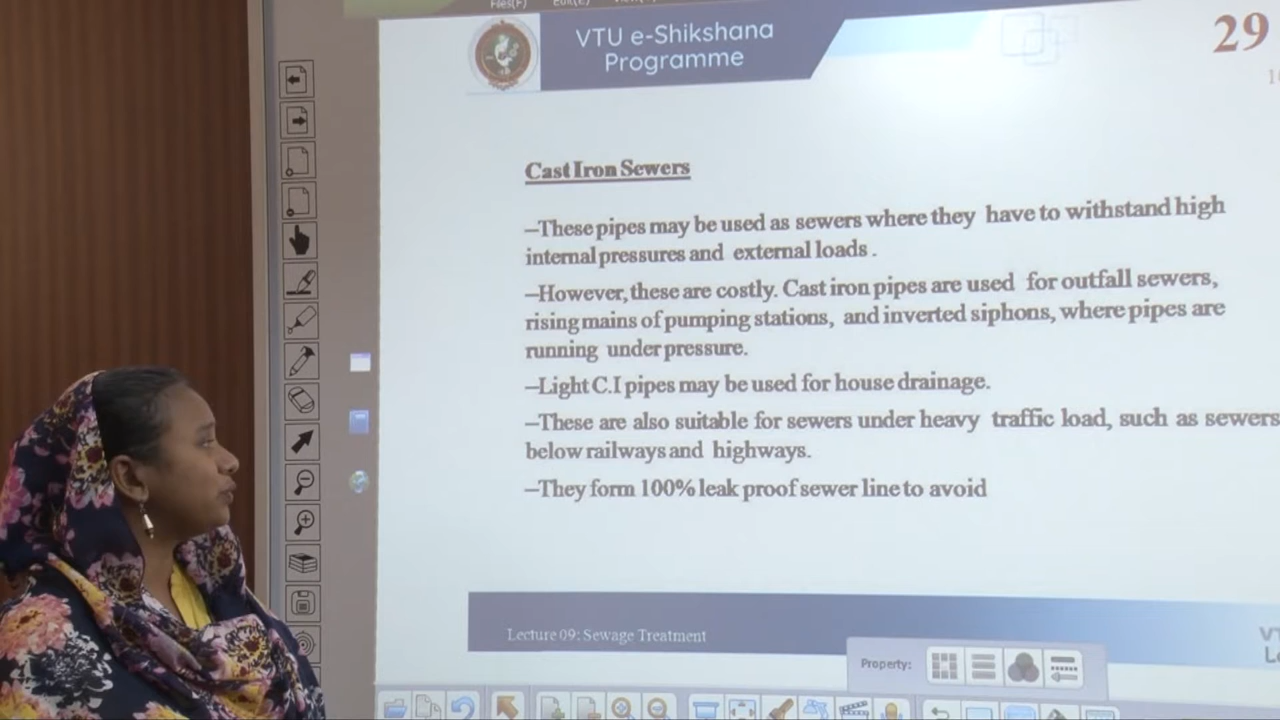 Files(F) Edit(E)
VTU e-Shikshana
Programme
29
Cast Iron Sewers
–These pipes may be used as sewers where they have to withstand high
internal pressures and external loads .
–However, these are costly. Cast iron pipes are used for outfall sewers,
rising mains of pumping stations, and inverted siphons, where pipes are
running under pressure.
–Light C.I pipes may be used for house drainage.
–These are also suitable for sewers under heavy traffic load, such as sewers
below railways and highways.
–They form 100% leak proof sewer line to avoid
Lecture 09: Sewage Treatment
Property: